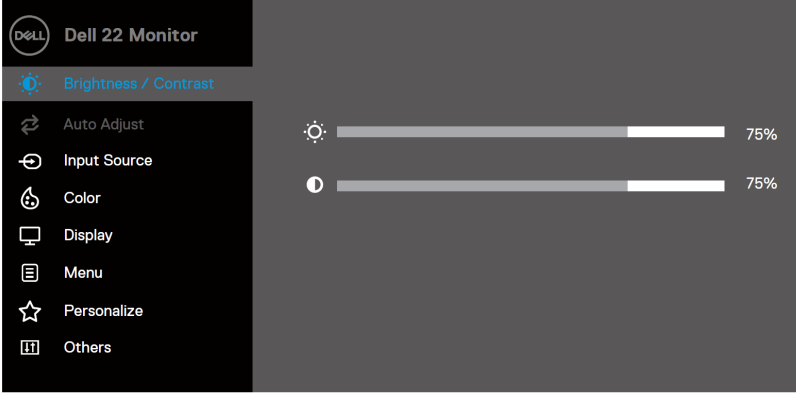 DELL
Dell 22 Monitor
Brightness / Contrast
Auto Adjust
Input Source
Color
Display
Menu
Personalize
Others
75%
75%